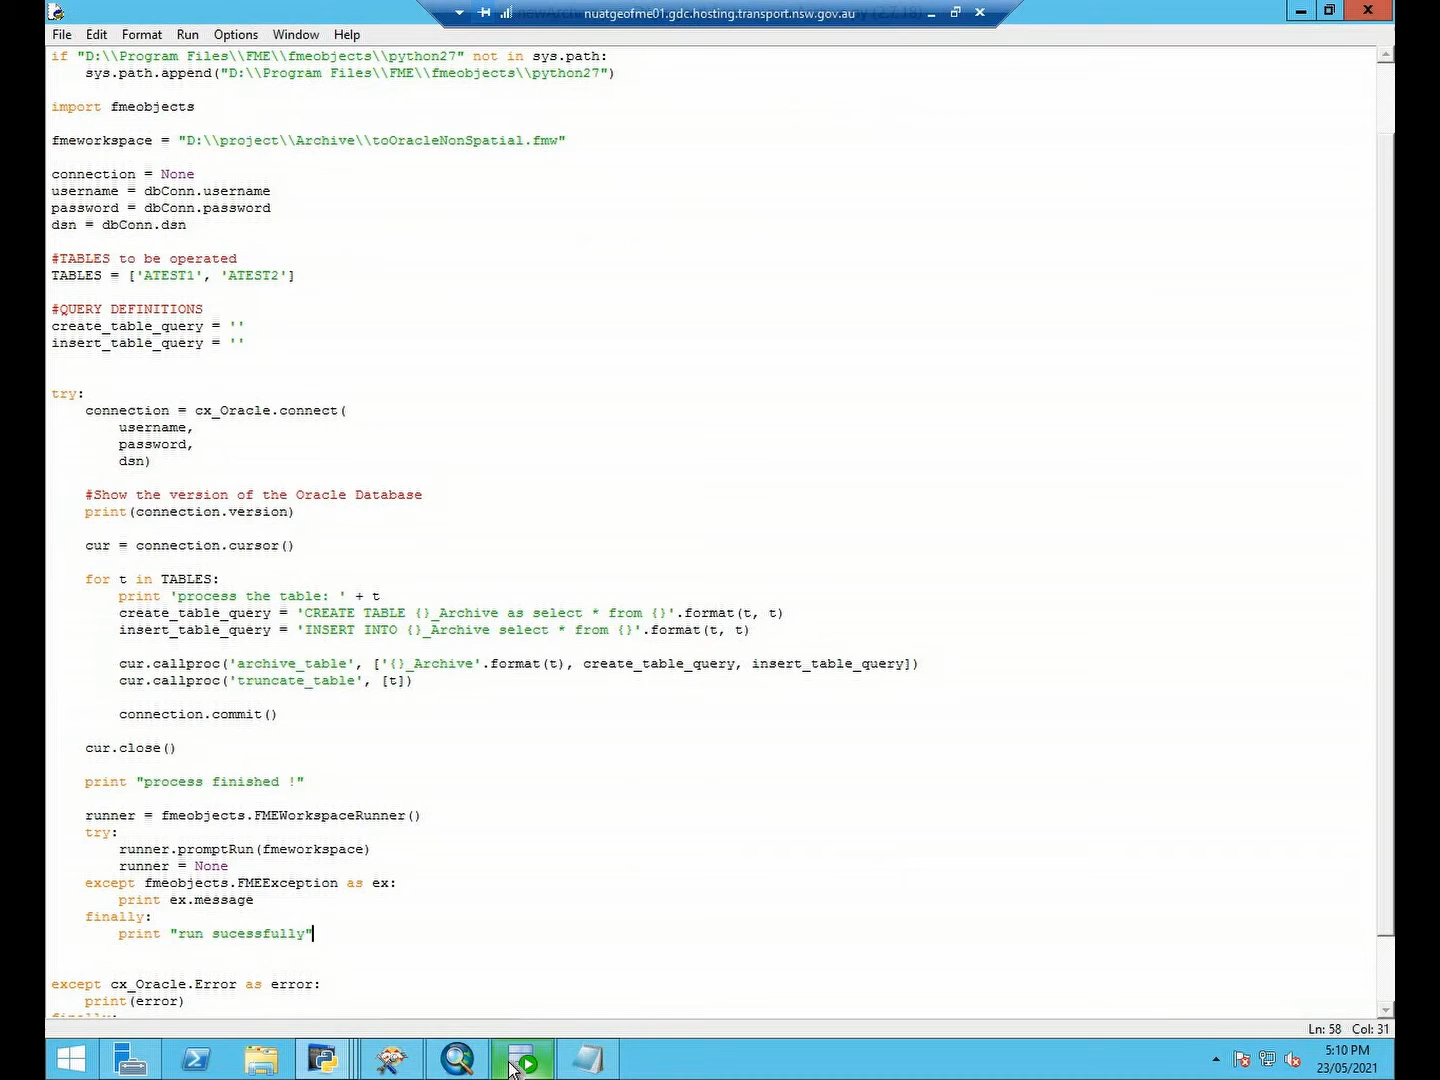 nuatgeofme01.gdc.hosting.transport.nsw.gov.au
File Edit Format Run Options Window Help
if "D:\\Program Files\\FME\\fmeobjects\\python27" not in sys.path:
    sys.path.append("D:\\Program Files\\FME\\fmeobjects\\python27")
import fmeobjects
fmeworkspace = "D:\\project\\Archive\\toOracleNonSpatial.fmw"
connection = None
username = dbConn.username
password = dbConn.password
dsn = dbConn.dsn
#TABLES to be operated
TABLES = ['ATEST1', 'ATEST2']
#QUERY DEFINITIONS
create_table_query = ''
insert_table_query = ''
try:
    connection = cx_Oracle.connect(
        username,
        password,
        dsn)
    #Show the version of the Oracle Database
    print(connection.version)
    cur = connection.cursor()
    for t in TABLES:
        print 'process the table: ' + t
        create_table_query = 'CREATE TABLE {}_Archive as select * from {}'.format(t, t)
        insert_table_query = 'INSERT INTO {}_Archive select * from {}'.format(t, t)
        cur.callproc('archive_table', ['{}_Archive'.format(t), create_table_query, insert_table_query])
        cur.callproc('truncate_table', [t])
        connection.commit()
    cur.close()
    print "process finished !"
    runner = fmeobjects.FMEWorkspaceRunner()
    try:
        runner.promptRun(fmeworkspace)
        runner = None
    except fmeobjects.FMEException as ex:
        print ex.message
    finally:
        print "run sucessfully"
except cx_Oracle.Error as error:
    print(error)
Ln: 58 Col: 31
5:10 PM
23/05/2021